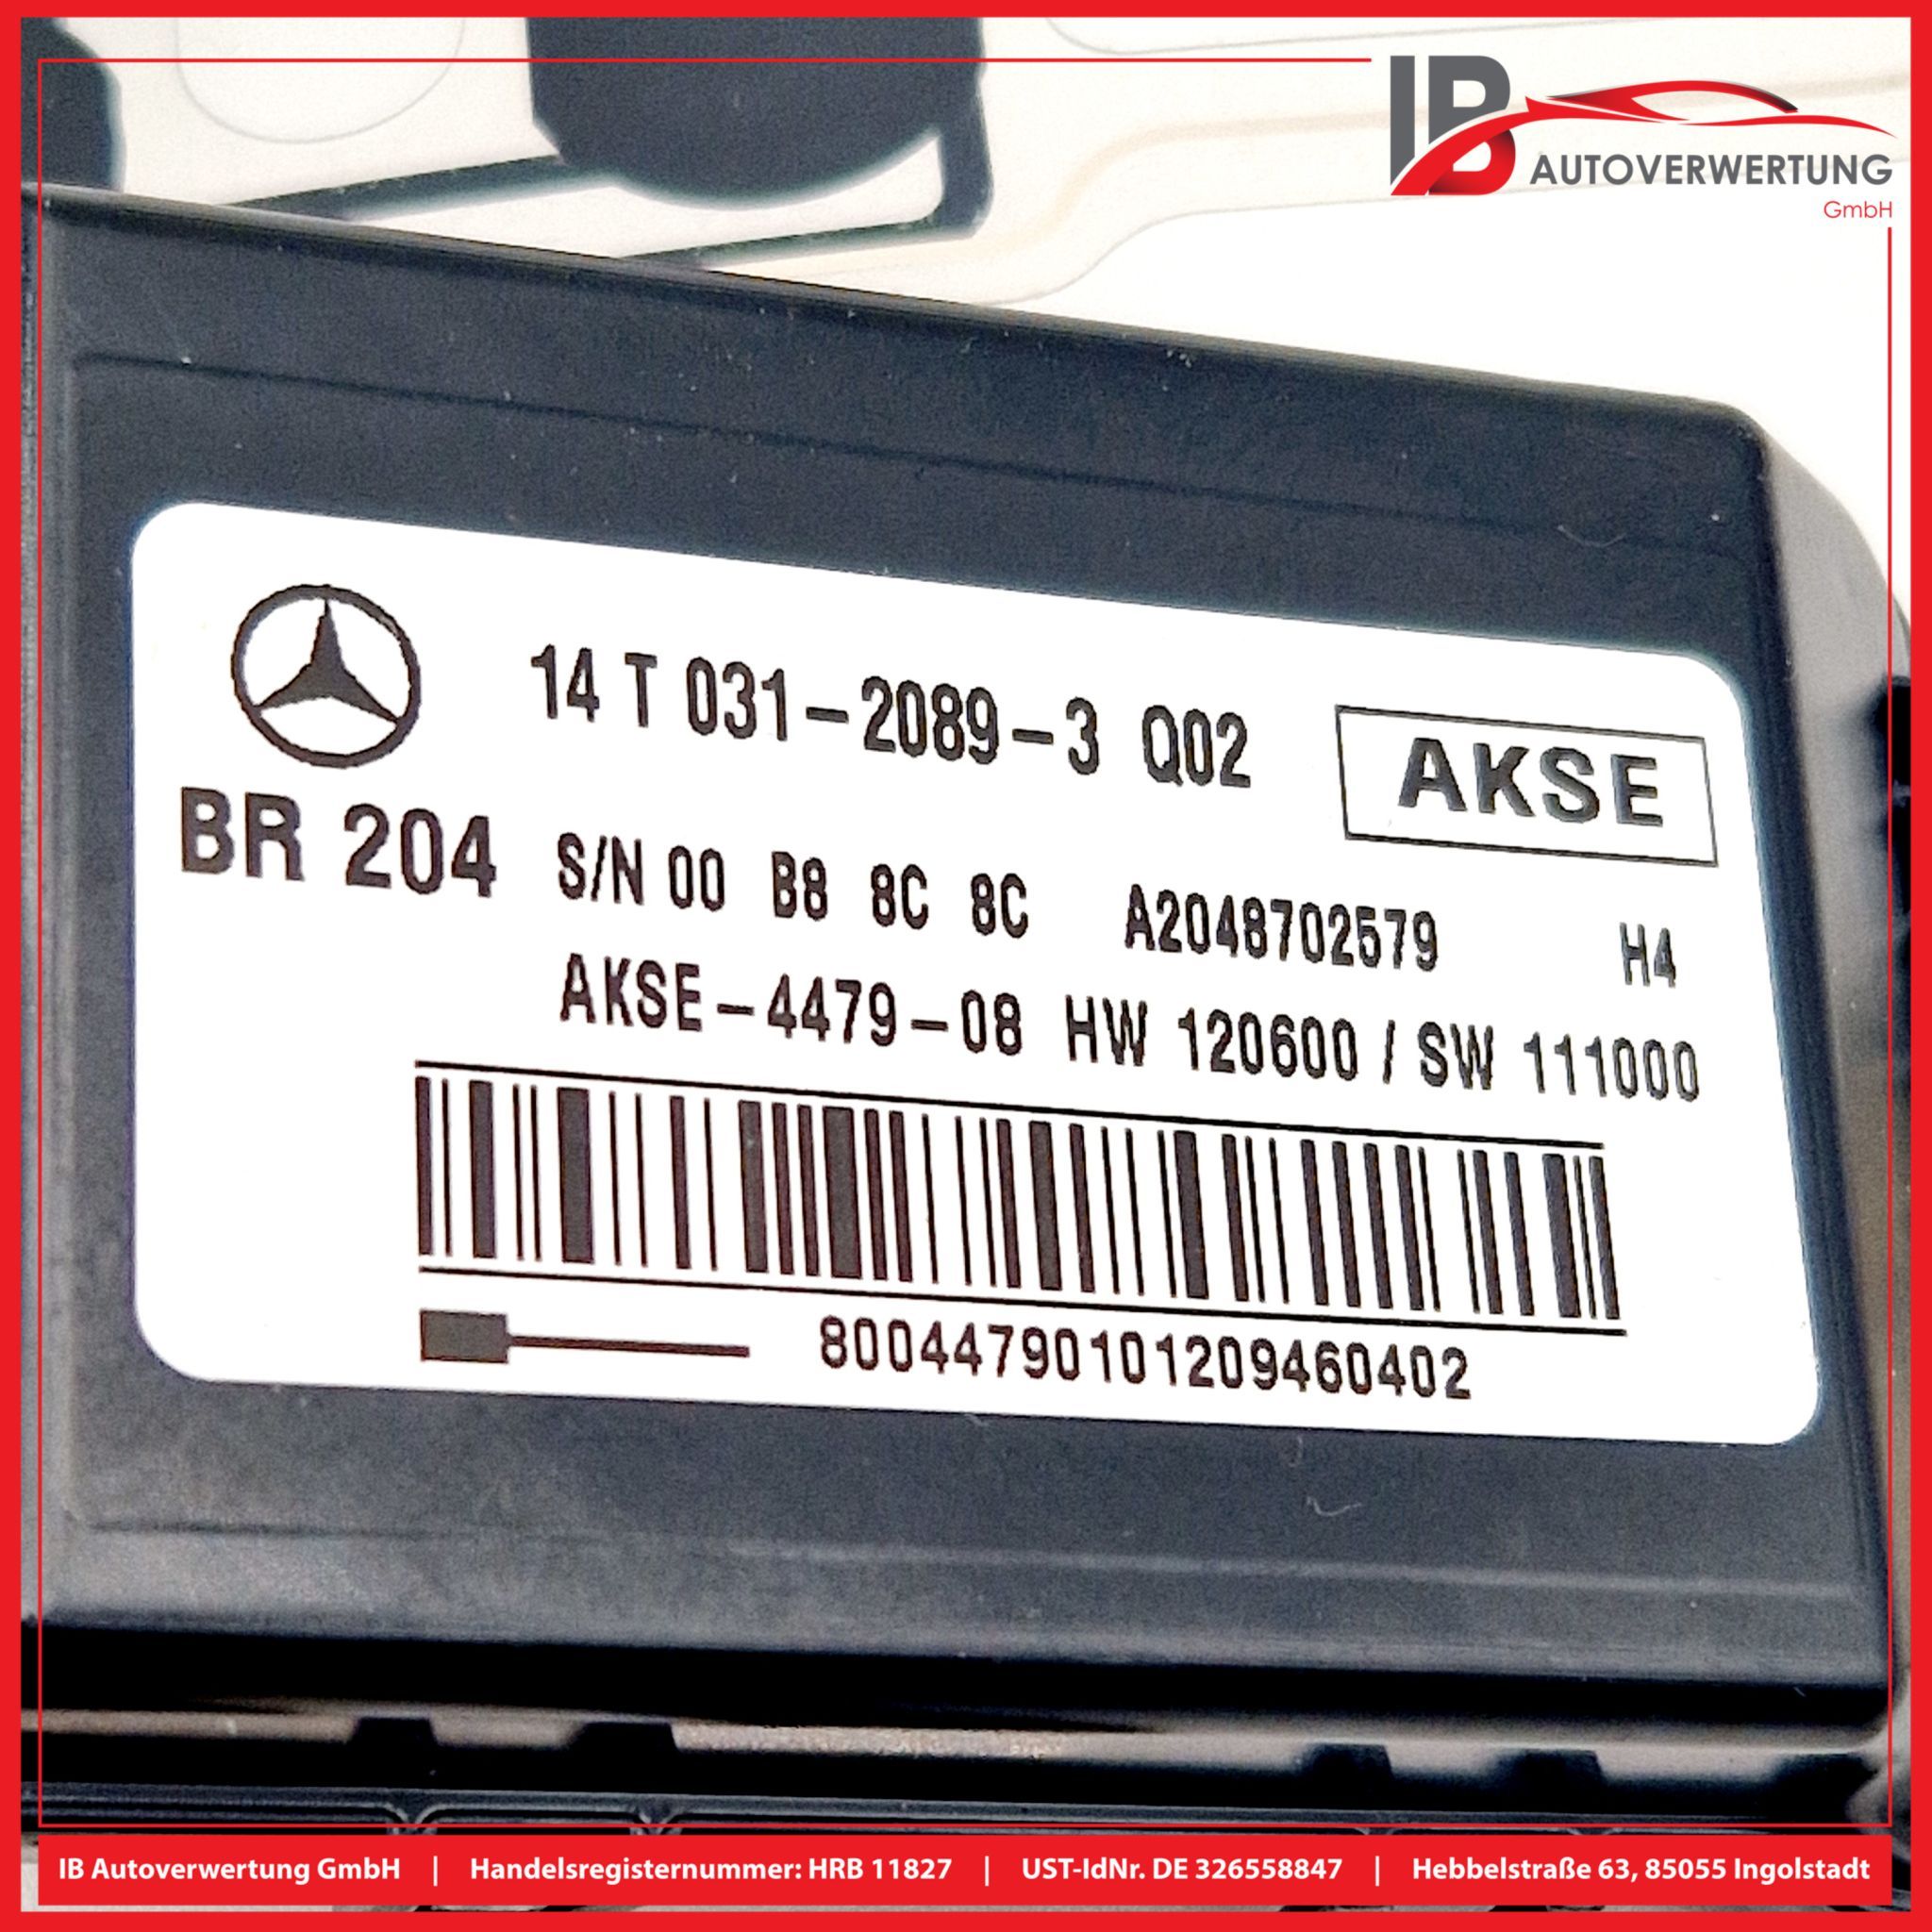 IB
AUTOVERWERTUNG
GmbH
14 T 031-2089-3 Q02
AKSE
BR 204
S/N 00 B8 8C 8C A2048702579 H4
AKSE-4479-08 HW 120600 / SW 111000
80044790101209460402
IB Autoverwertung GmbH | Handelsregisternummer: HRB 11827 | UST-IdNr. DE 326558847 | Hebbelstraße 63, 85055 Ingolstadt